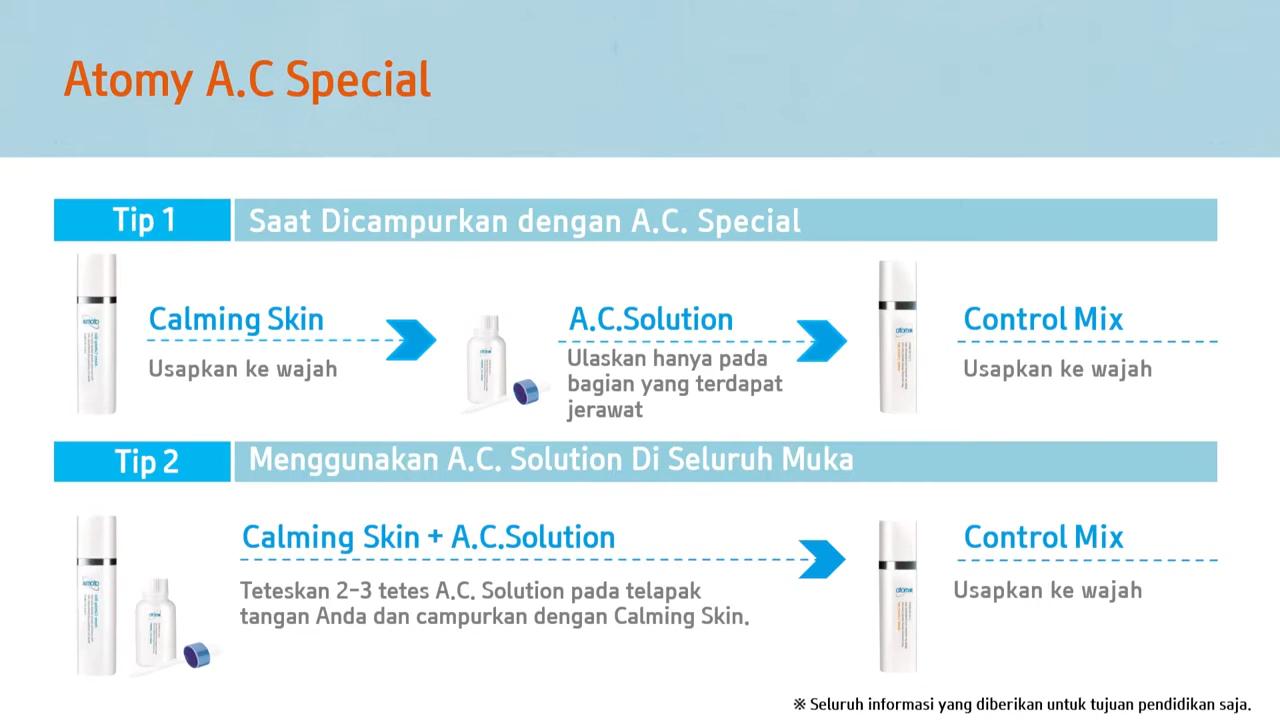 Atomy A.C Special
Tip 1
Saat Dicampurkan dengan A.C. Special
Calming Skin
Usapkan ke wajah
A.C.Solution
Ulaskan hanya pada
bagian yang terdapat
jerawat
Control Mix
Usapkan ke wajah
Tip 2
Menggunakan A.C. Solution Di Seluruh Muka
Calming Skin + A.C.Solution
Teteskan 2-3 tetes A.C. Solution pada telapak
tangan Anda dan campurkan dengan Calming Skin.
Control Mix
Usapkan ke wajah
※ Seluruh informasi yang diberikan untuk tujuan pendidikan saja.